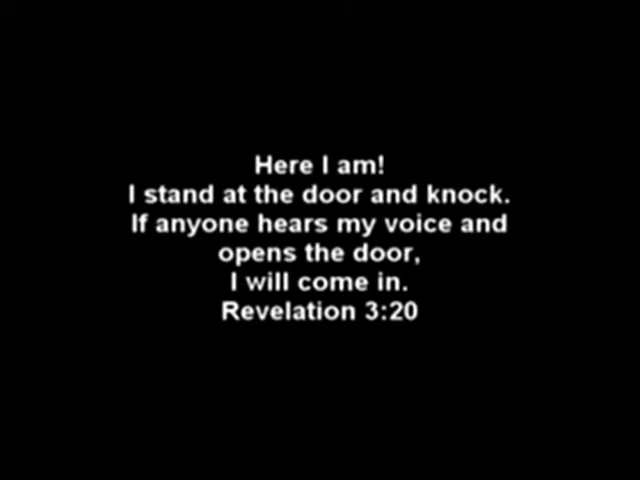 Here I am!
I stand at the door and knock.
If anyone hears my voice and
opens the door,
I will come in.
Revelation 3:20